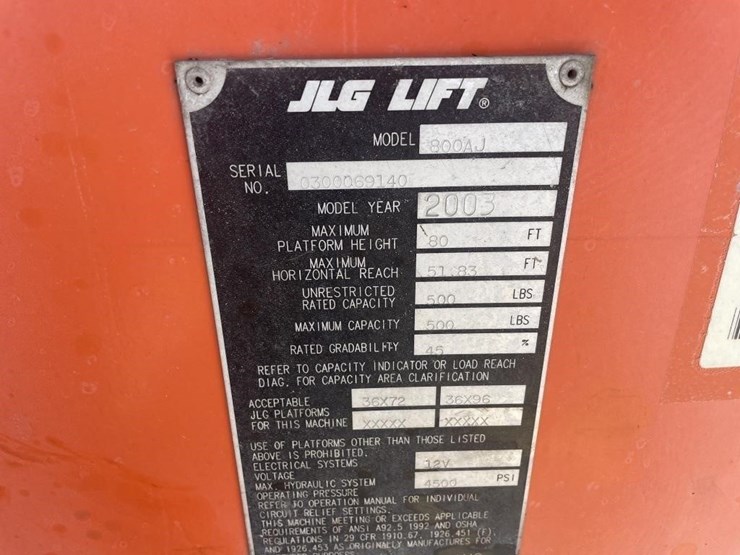 JLG LIFT®
MODEL 800AJ
SERIAL NO. 0300069140
MODEL YEAR 2003
MAXIMUM PLATFORM HEIGHT 80 FT
MAXIMUM HORIZONTAL REACH 51.83 FT
UNRESTRICTED RATED CAPACITY 500 LBS
MAXIMUM CAPACITY 500 LBS
RATED GRADABILITY 45 %
REFER TO CAPACITY INDICATOR OR LOAD REACH
DIAG. FOR CAPACITY AREA CLARIFICATION
ACCEPTABLE 36X72 36X96
JLG PLATFORMS
FOR THIS MACHINE XXXXX XXXXX
USE OF PLATFORMS OTHER THAN THOSE LISTED
ABOVE IS PROHIBITED.
ELECTRICAL SYSTEMS 12V
VOLTAGE
MAX. HYDRAULIC SYSTEM 4500 PSI
OPERATING PRESSURE
REFER TO OPERATION MANUAL FOR INDIVIDUAL
CIRCUIT RELIEF SETTINGS.
THIS MACHINE MEETING OR EXCEEDS APPLICABLE
REQUIREMENTS OF ANSI A92.5 1992 AND OSHA
REGULATIONS IN 29 CFR 1910.67, 1926.451 (F),
AND 1926.453 AS ORIGINALLY MANUFACTURED FOR
PURPOSES